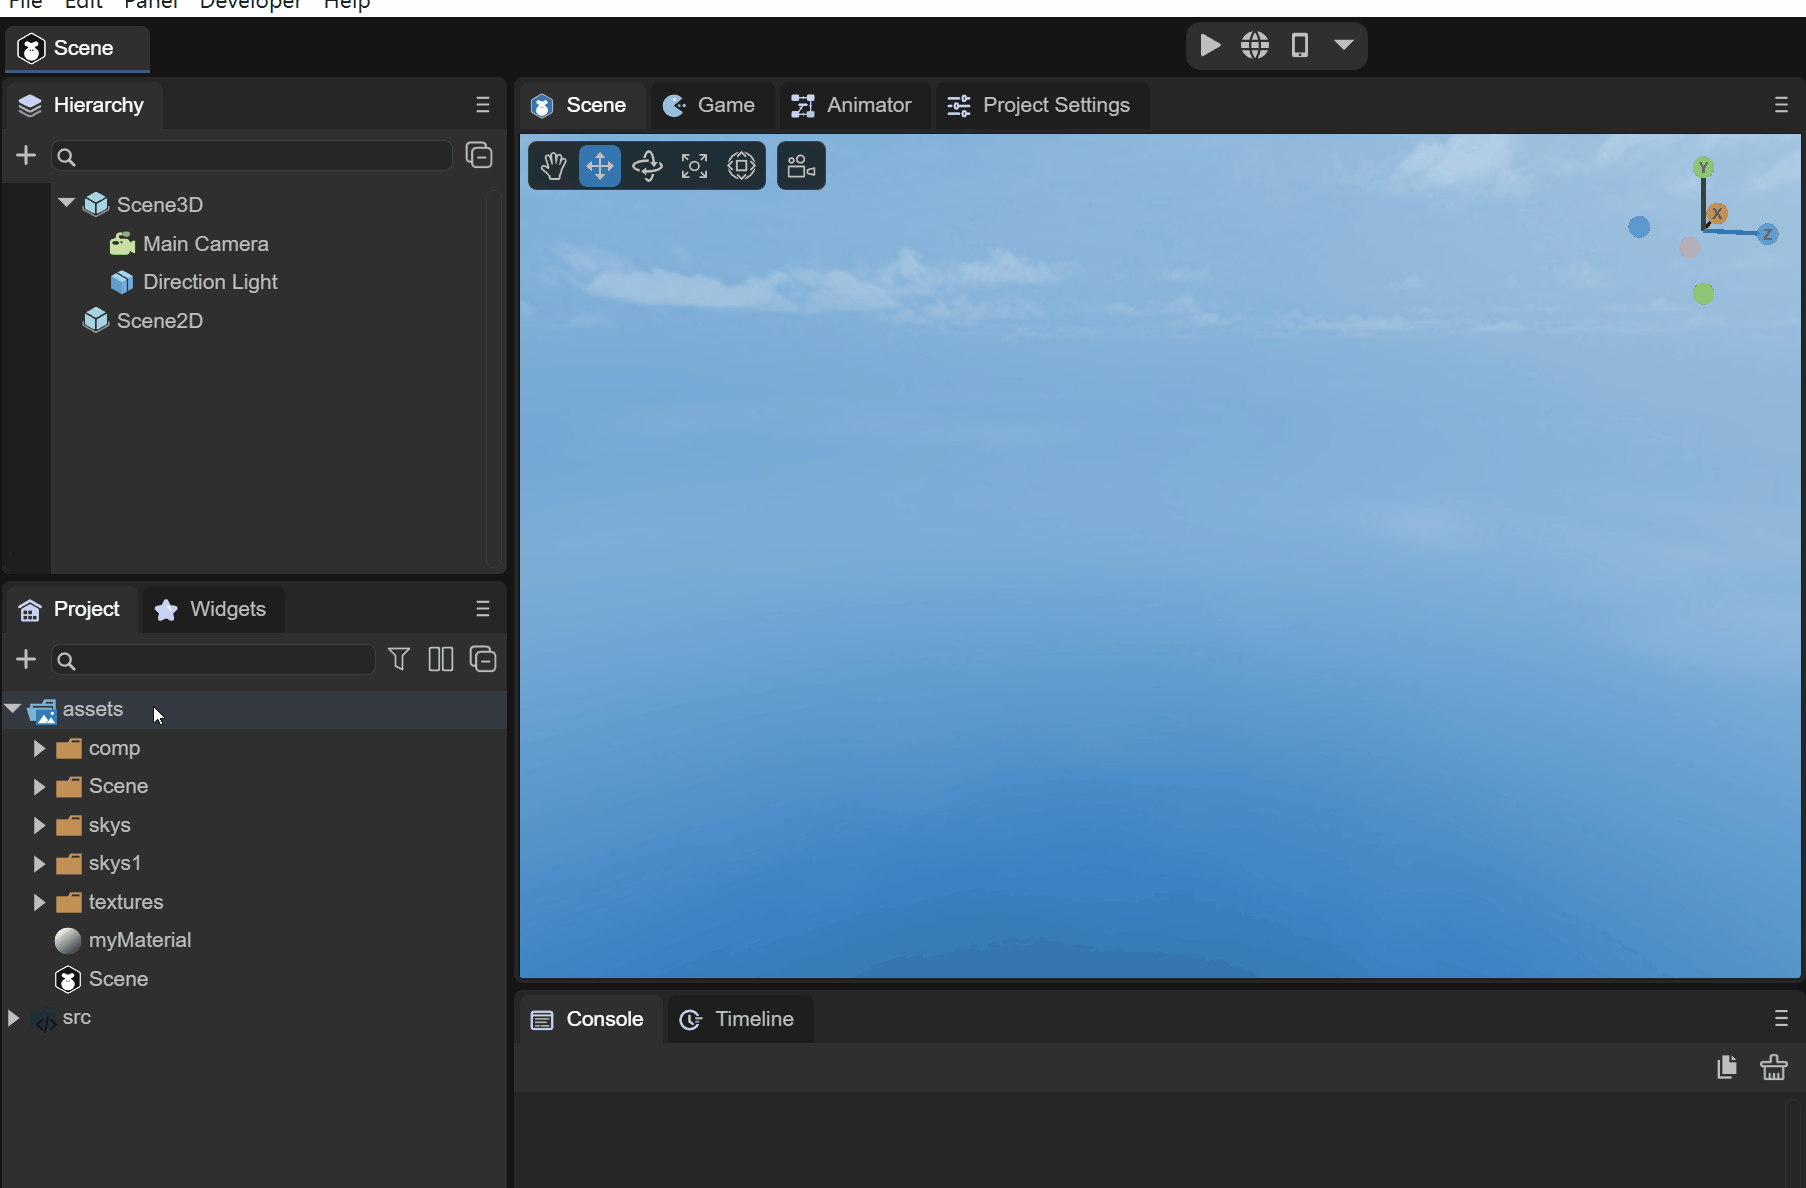 File Edit Panel Developer Help
Scene
Hierarchy
Scene Game Animator Project Settings
Scene3D
Main Camera
Direction Light
Scene2D
Y
X
Z
Project Widgets
assets
comp
Scene
skys
skys1
textures
myMaterial
Scene
src
Console Timeline